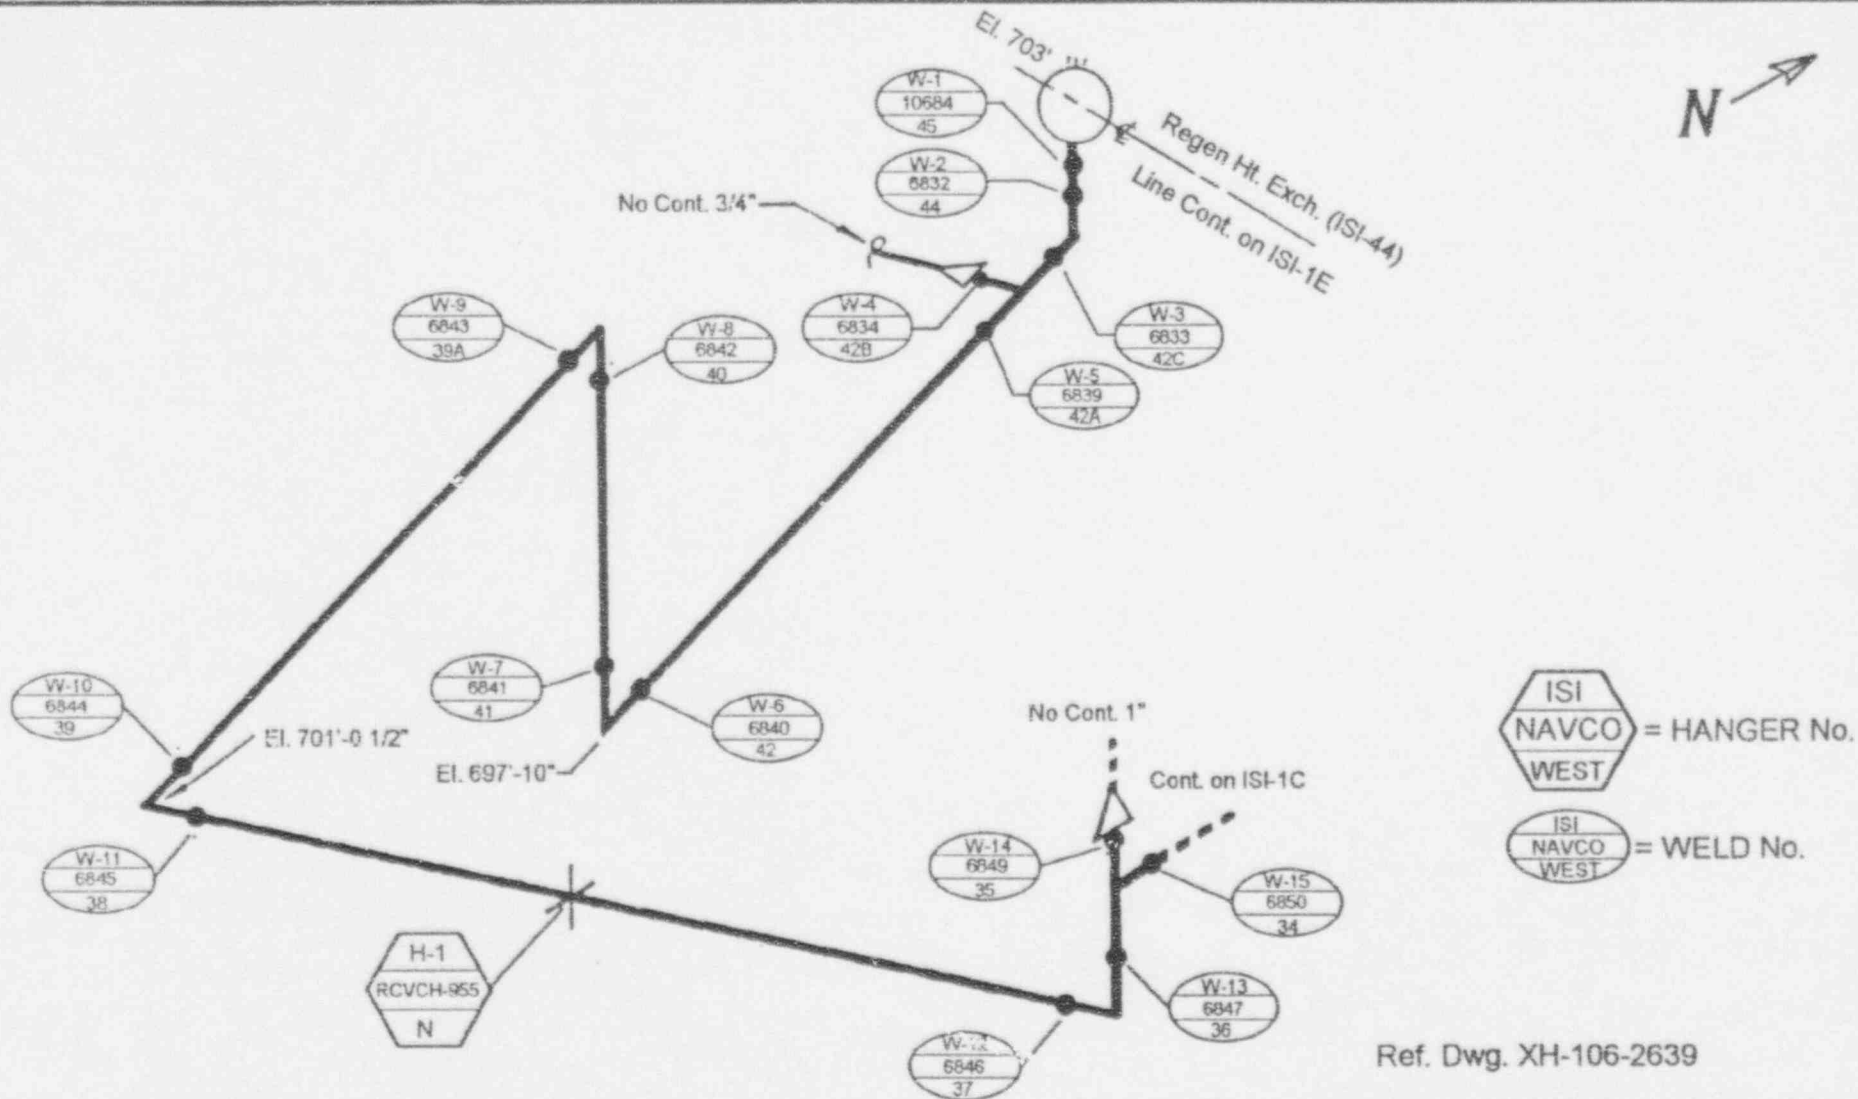 El. 703'
N
W-1
10684
45
Regen Ht. Exch. (ISI-44)
Line Cont. on ISI-1E
W-2
6832
44
No Cont. 3/4"
W-4
6834
42B
W-3
6833
42C
W-9
6843
39A
W-8
6842
40
W-5
6839
42A
W-7
6841
41
W-6
6840
42
El. 697'-10"
W-10
6844
39
El. 701'-0 1/2"
No Cont. 1"
Cont. on ISI-1C
ISI
NAVCO
WEST
= HANGER No.
ISI
NAVCO
WEST
= WELD No.
W-11
6845
38
W-14
6849
35
W-15
6850
34
H-1
RCVCH-955
N
W-13
6847
36
W-12
6846
37
Ref. Dwg. XH-106-2639